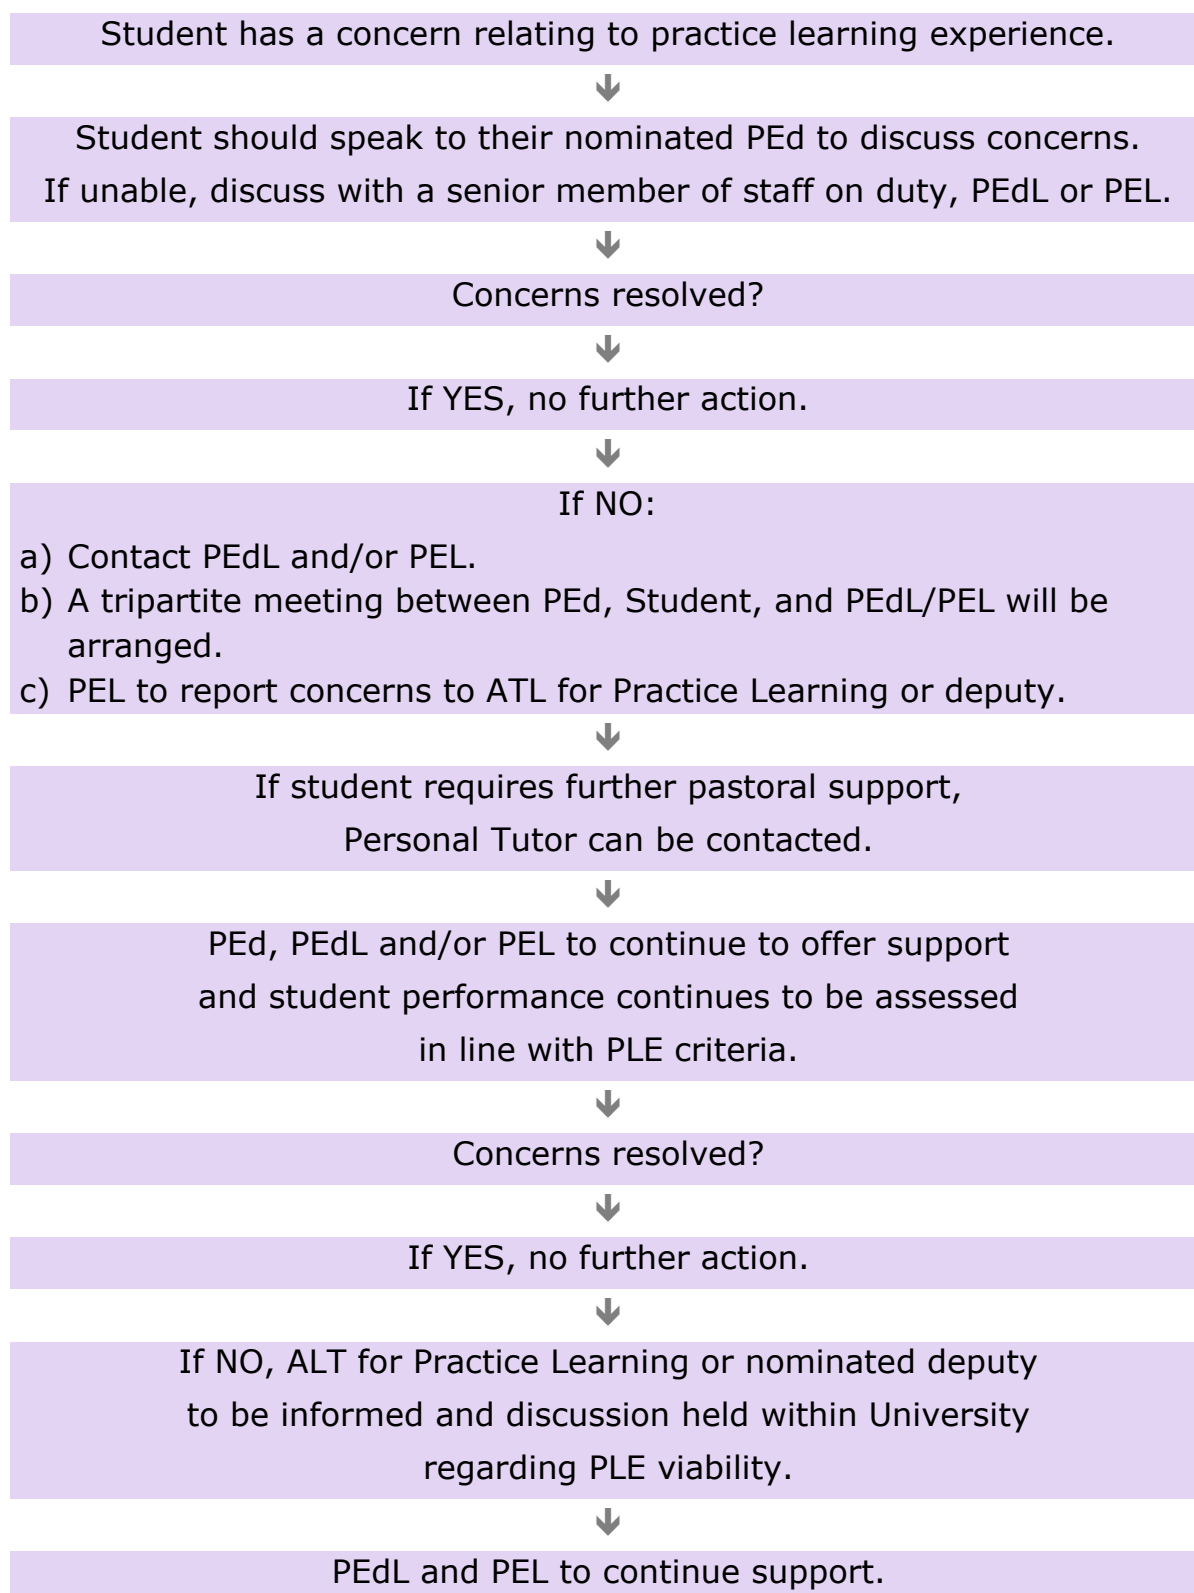 Student has a concern relating to practice learning experience.
Student should speak to their nominated PEd to discuss concerns.
If unable, discuss with a senior member of staff on duty, PEdL or PEL.
Concerns resolved?
If YES, no further action.
If NO:
a) Contact PEdL and/or PEL.
b) A tripartite meeting between PEd, Student, and PEdL/PEL will be
arranged.
c) PEL to report concerns to ATL for Practice Learning or deputy.
If student requires further pastoral support,
Personal Tutor can be contacted.
PEd, PEdL and/or PEL to continue to offer support
and student performance continues to be assessed
in line with PLE criteria.
Concerns resolved?
If YES, no further action.
If NO, ALT for Practice Learning or nominated deputy
to be informed and discussion held within University
regarding PLE viability.
PEdL and PEL to continue support.